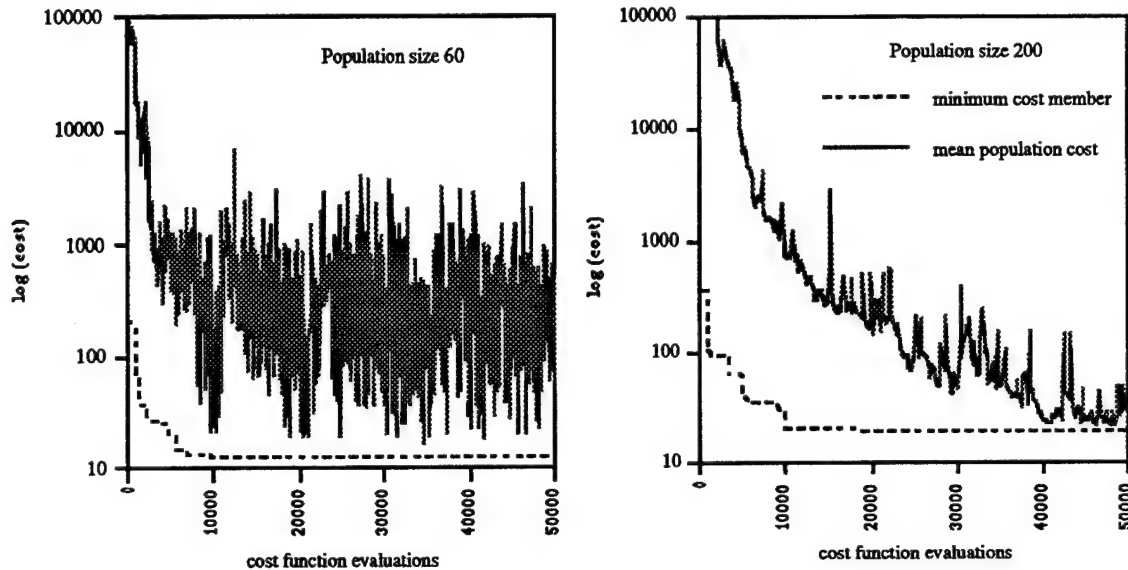 100000
10000
1000
100
10
log (cost)
Population size 60
0
10000
20000
30000
40000
50000
cost function evaluations
100000
10000
1000
100
10
log (cost)
Population size 200
minimum cost member
mean population cost
0
10000
20000
30000
40000
50000
cost function evaluations